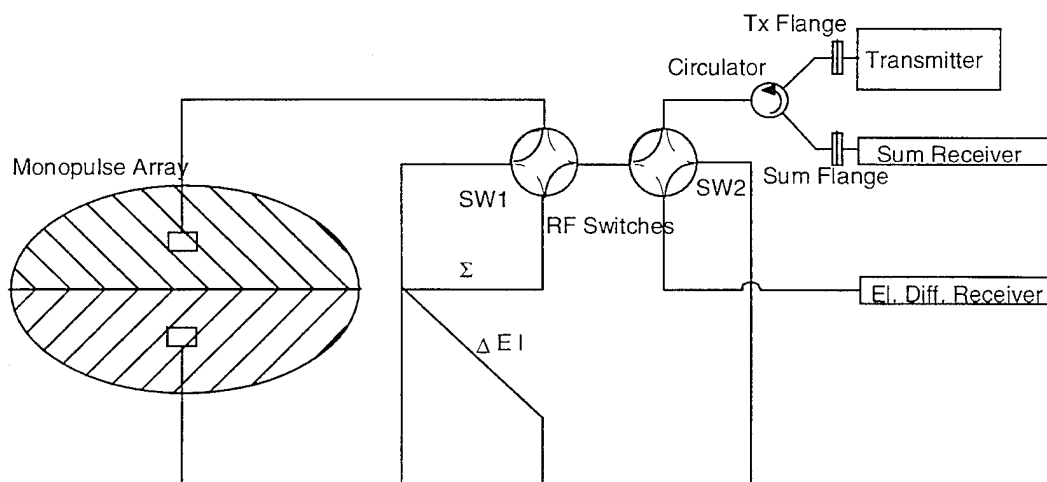 Tx Flange
Circulator
Transmitter
Monopulse Array
Sum Receiver
Sum Flange
SW1
SW2
RF Switches
Σ
El. Diff. Receiver
Δ El